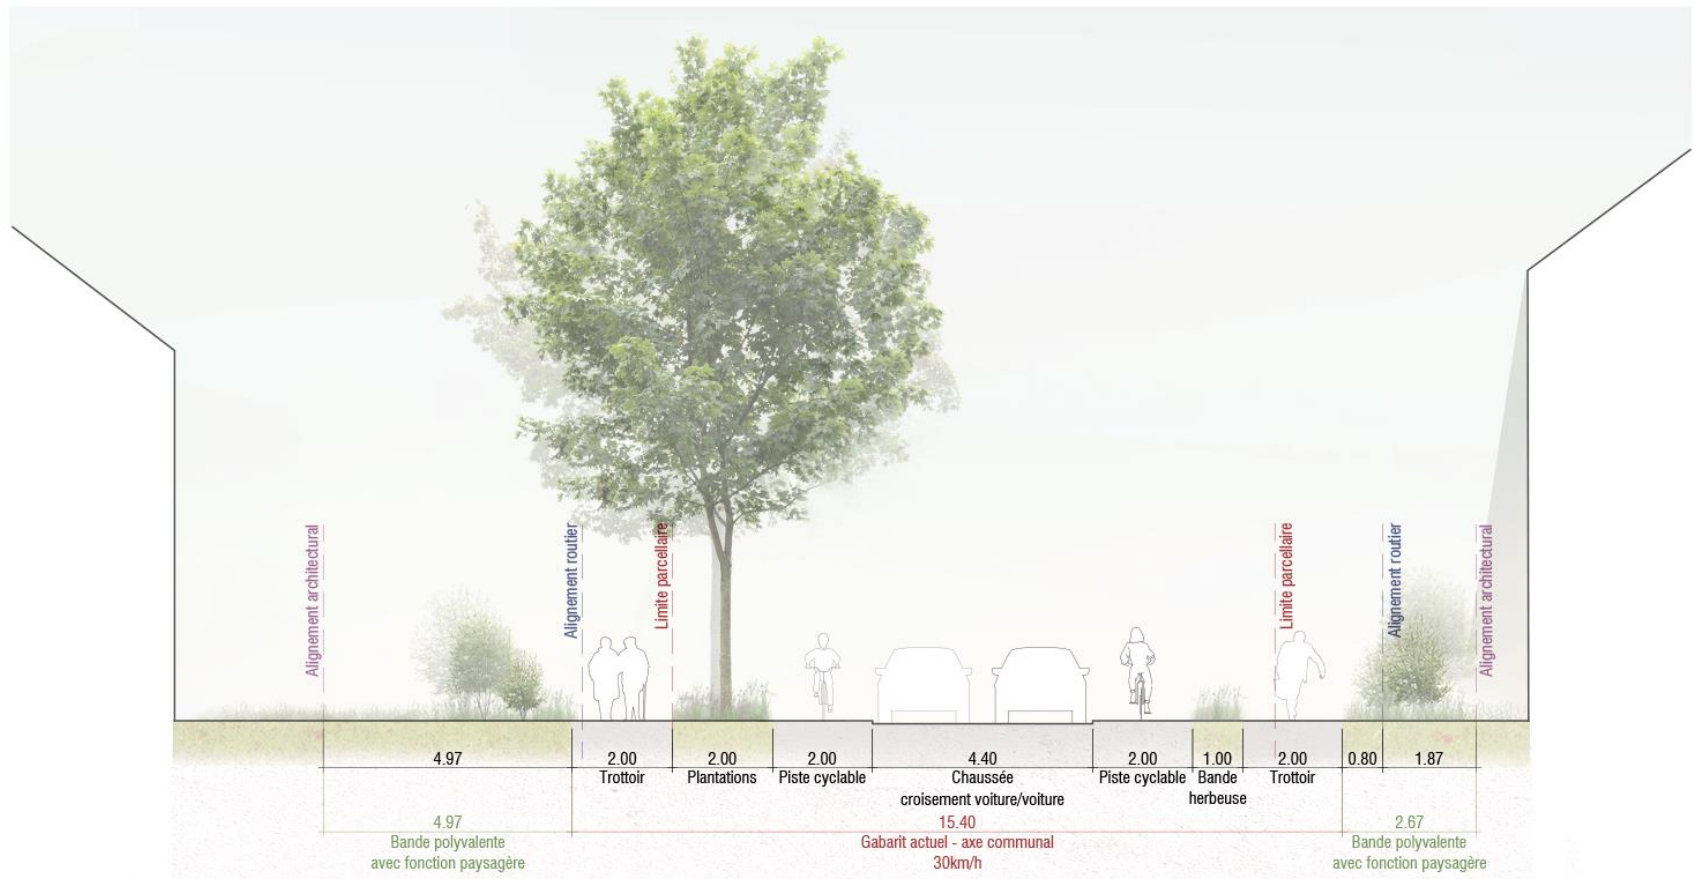 Alignement architectural
Alignement routier
Limite parcellaire
Limite parcellaire
Alignement routier
Alignement architectural
4.97
2.00
2.00
2.00
4.40
2.00
1.00
2.00
0.80
1.87
Trottoir
Plantations
Piste cyclable
Chaussée
Piste cyclable
Bande
Trottoir
croisement voiture/voiture
herbeuse
4.97
15.40
2.67
Bande polyvalente
Gabarit actuel - axe communal
Bande polyvalente
avec fonction paysagère
30km/h
avec fonction paysagère